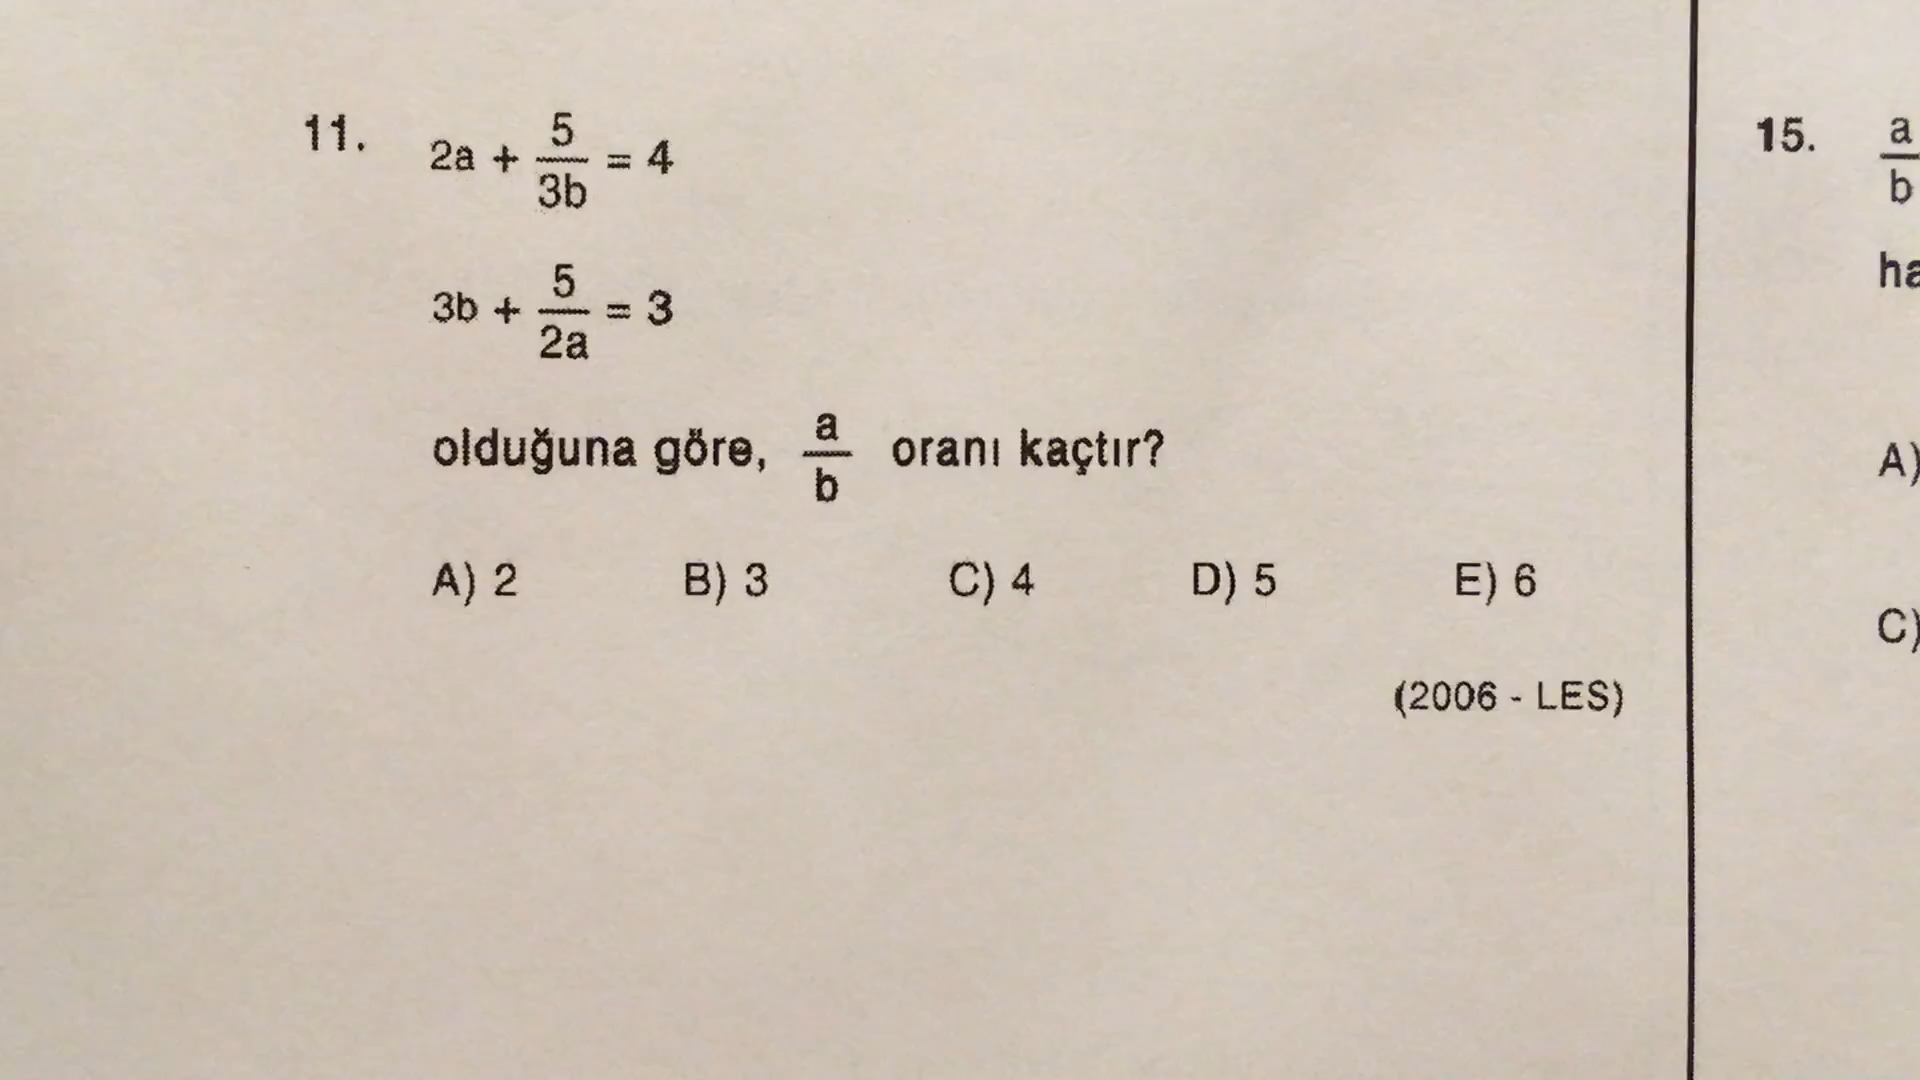 11. 2a + 5/3b = 4
3b + 5/2a = 3
olduğuna göre, a/b oranı kaçtır?
A) 2 B) 3 C) 4 D) 5 E) 6
(2006 - LES)
15. a/b
ha
A)
C)